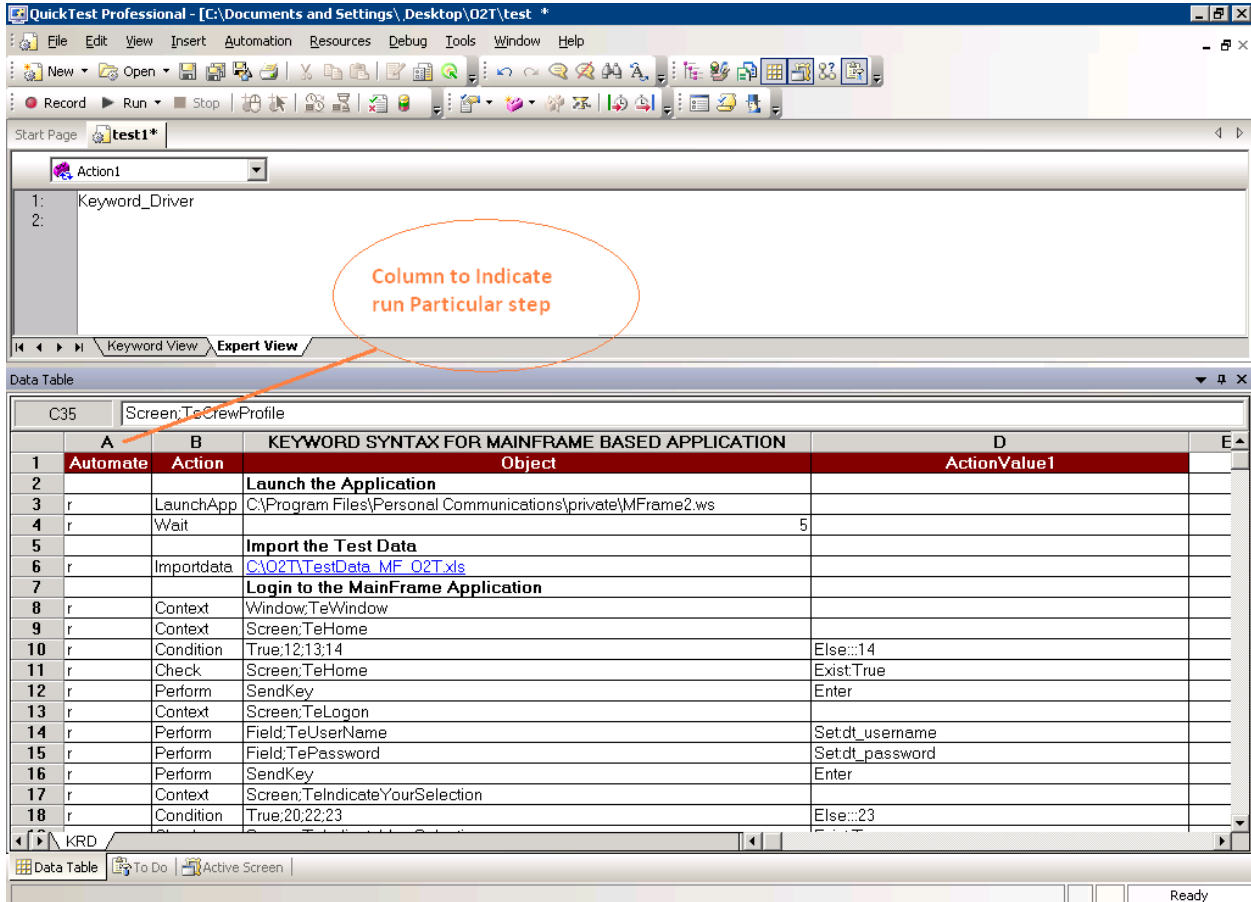 QuickTest Professional - [C:\Documents and Settings\ ,Desktop\O2T\test *
File Edit View Insert Automation Resources Debug Tools Window Help
New Open
Record Run Stop
Start Page test1*
Action1
1: Keyword_Driver
2:
Column to Indicate
run Particular step
Keyword View Expert View
Data Table
C35 Screen;TeCrewProfile
A B KEYWORD SYNTAX FOR MAINFRAME BASED APPLICATION D E
1 Automate Action Object ActionValue1
2 Launch the Application
3 r LaunchApp C:\Program Files\Personal Communications\private\MFrame2.ws
4 r Wait 5
5 Import the Test Data
6 r Importdata C:\O2T\TestData_MF_O2T.xls
7 Login to the MainFrame Application
8 r Context Window;TeWindow
9 r Context Screen;TeHome
10 r Condition True;12;13;14 Else:::14
11 r Check Screen;TeHome Exist:True
12 r Perform SendKey Enter
13 r Context Screen;TeLogon
14 r Perform Field;TeUserName Set:dt_username
15 r Perform Field;TePassword Set:dt_password
16 r Perform SendKey Enter
17 r Context Screen;TeIndicateYourSelection
18 r Condition True;20;22;23 Else:::23
KRD
Data Table To Do Active Screen
Ready